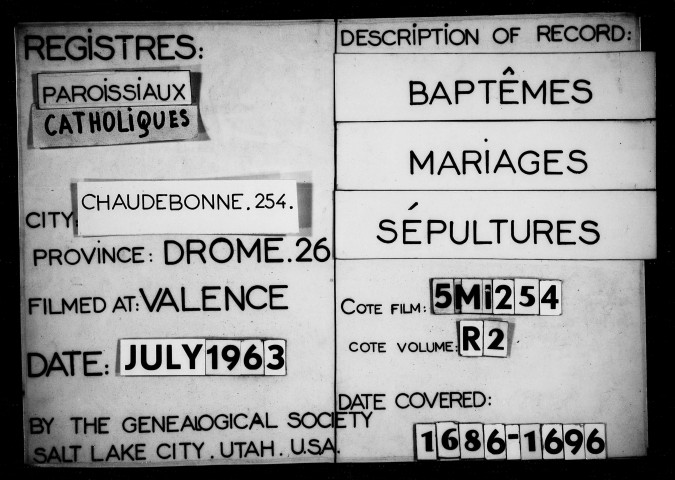 REGISTRES:
PAROISSIAUX
CATHOLIQUES
CITY: CHAUDEBONNE. 254.
PROVINCE: DROME. 26
FILMED AT: VALENCE
DATE: JULY 1963
BY THE GENEALOGICAL SOCIETY
SALT LAKE CITY. UTAH. U.S.A.
DESCRIPTION OF RECORD:
BAPTÊMES
MARIAGES
SÉPULTURES
COTE FILM: 5Mi254
COTE VOLUME: R2
DATE COVERED:
1686-1696